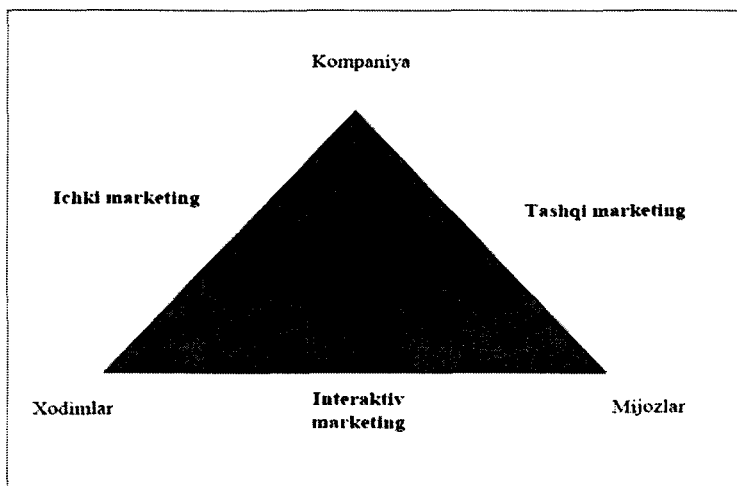 Kompaniya
Ichki marketing
Tashqi marketing
Xodimlar
Interaktiv
marketing
Mijozlar